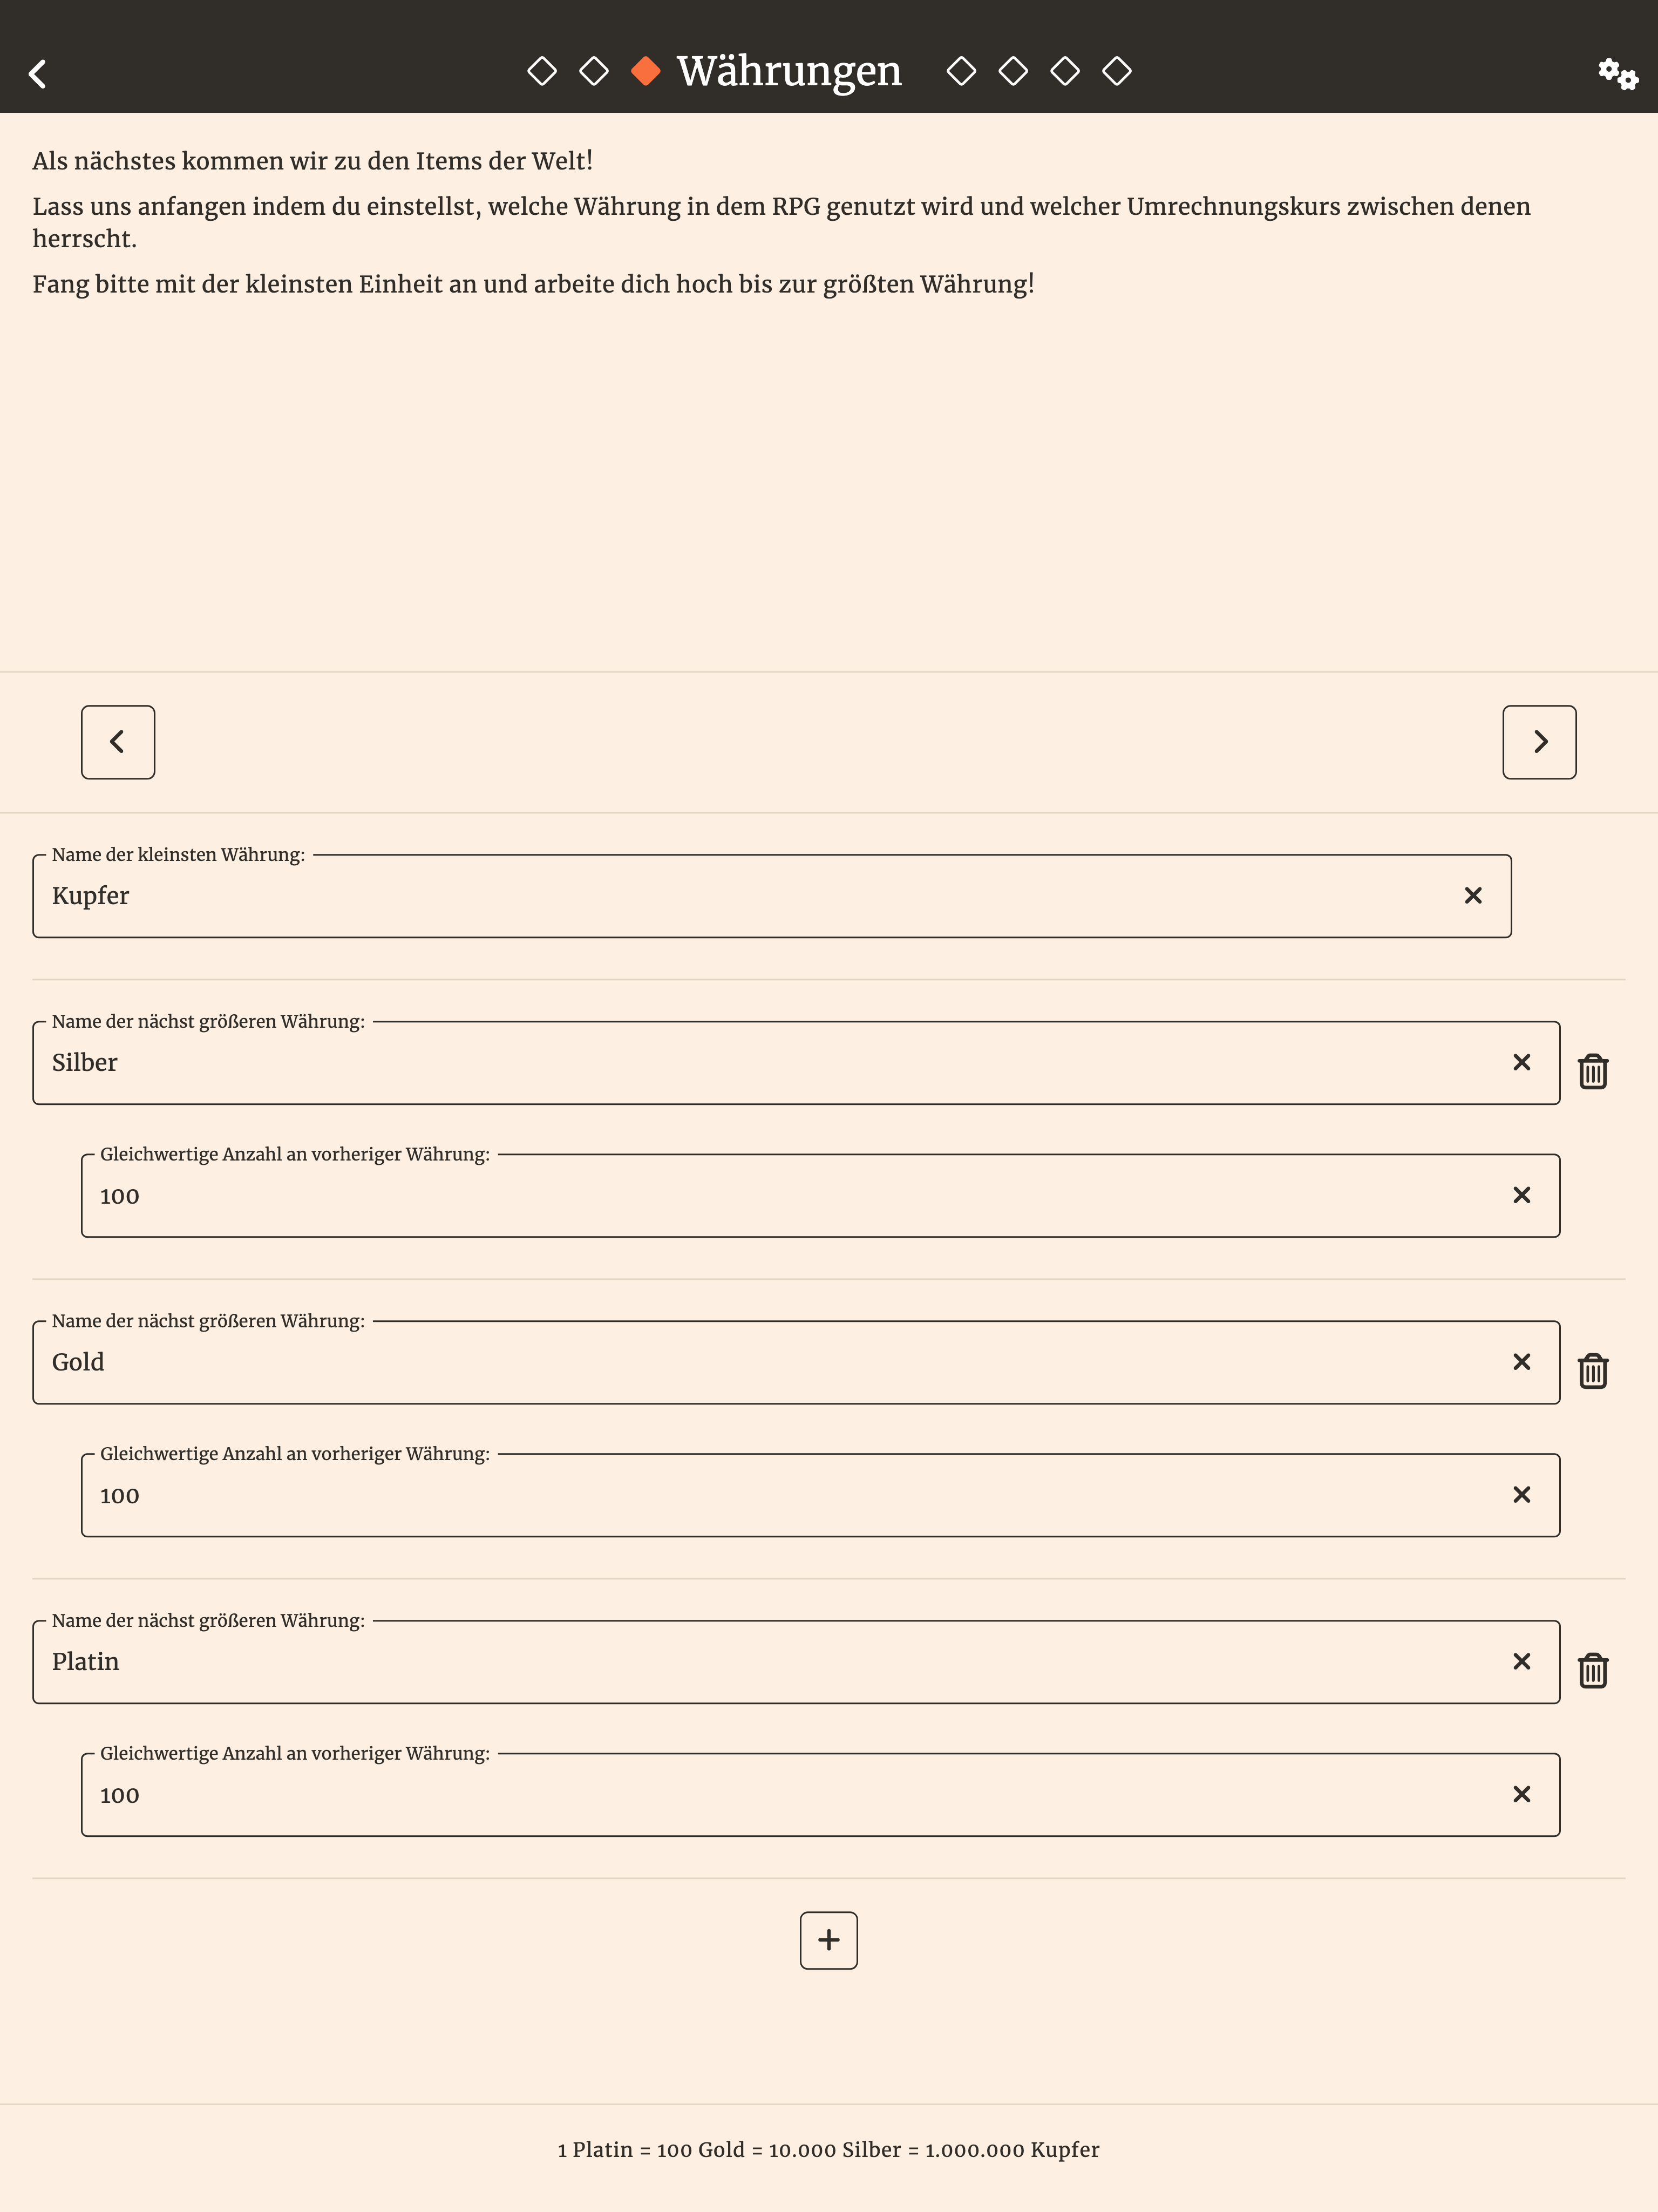 Währungen
Als nächstes kommen wir zu den Items der Welt!
Lass uns anfangen indem du einstellst, welche Währung in dem RPG genutzt wird und welcher Umrechnungskurs zwischen denen
herrscht.
Fang bitte mit der kleinsten Einheit an und arbeite dich hoch bis zur größten Währung!
Name der kleinsten Währung:
Kupfer
Name der nächst größeren Währung:
Silber
Gleichwertige Anzahl an vorheriger Währung:
100
Name der nächst größeren Währung:
Gold
Gleichwertige Anzahl an vorheriger Währung:
100
Name der nächst größeren Währung:
Platin
Gleichwertige Anzahl an vorheriger Währung:
100
1 Platin = 100 Gold = 10.000 Silber = 1.000.000 Kupfer